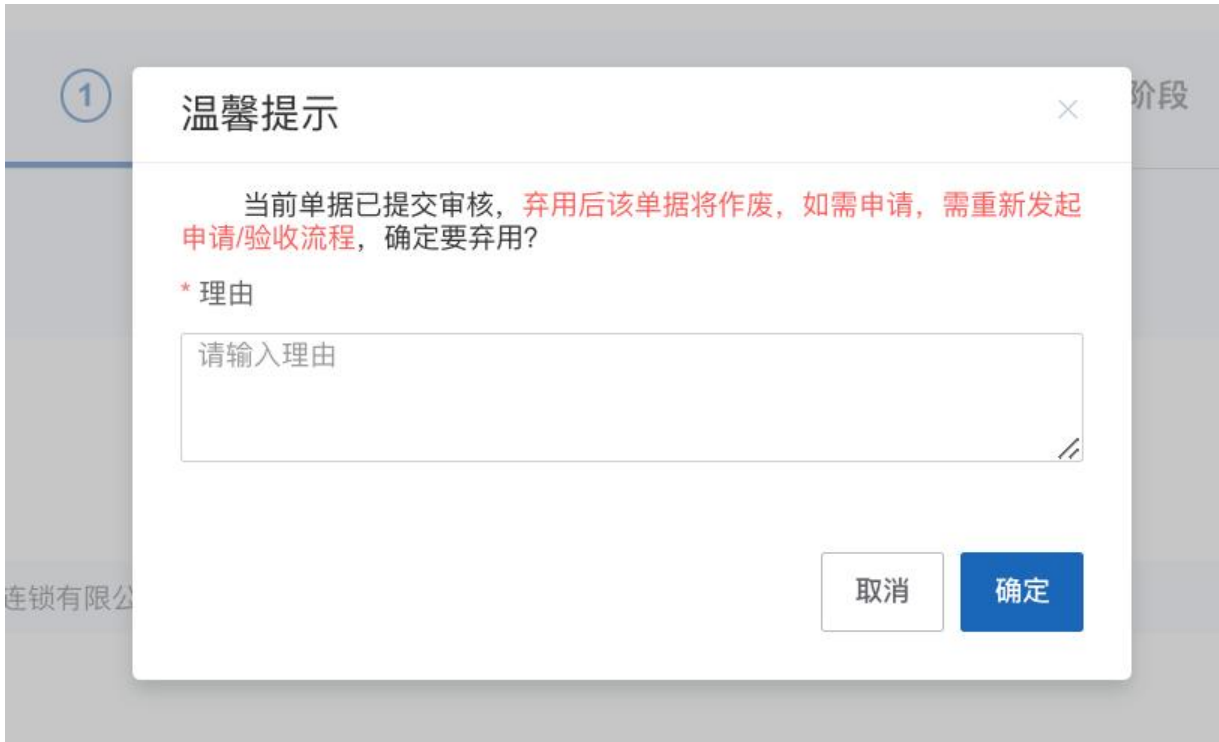 1
阶段
温馨提示
当前单据已提交审核，弃用后该单据将作废，如需申请，需重新发起
申请/验收流程，确定要弃用?
* 理由
请输入理由
取消
确定
连锁有限公